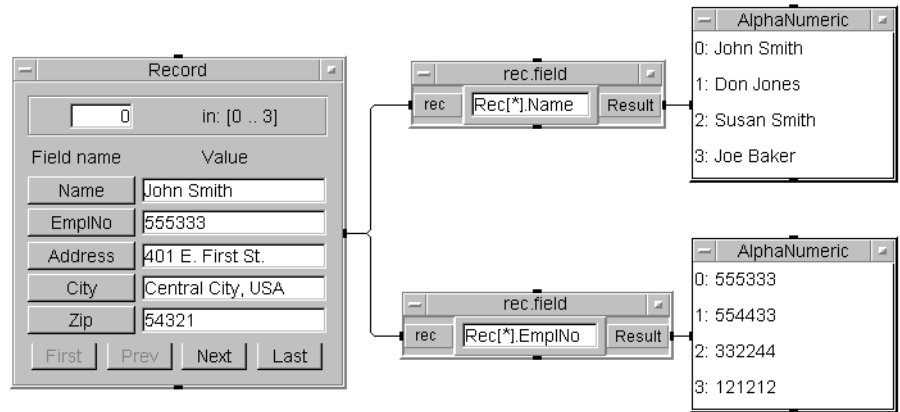 Record
0 in: [0 .. 3]
Field name Value
Name John Smith
EmplNo 555333
Address 401 E. First St.
City Central City, USA
Zip 54321
First Prev Next Last
rec.field
rec Rec[*].Name Result
AlphaNumeric
0: John Smith
1: Don Jones
2: Susan Smith
3: Joe Baker
rec.field
rec Rec[*].EmplNo Result
AlphaNumeric
0: 555333
1: 554433
2: 332244
3: 121212